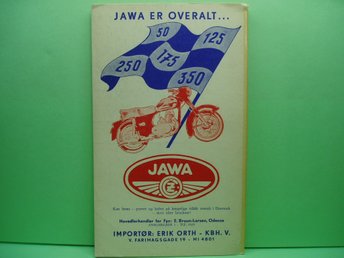 JAWA ER OVERALT...
50
125
250
175
350
JAWA
CZ
Hovedforhandler for Fyn: E. Bruun-Larsen, Odense
IMPORTØR: ERIK ORTH - KBH. V.
V. FARIMAGSGADE 19 - MI 4801